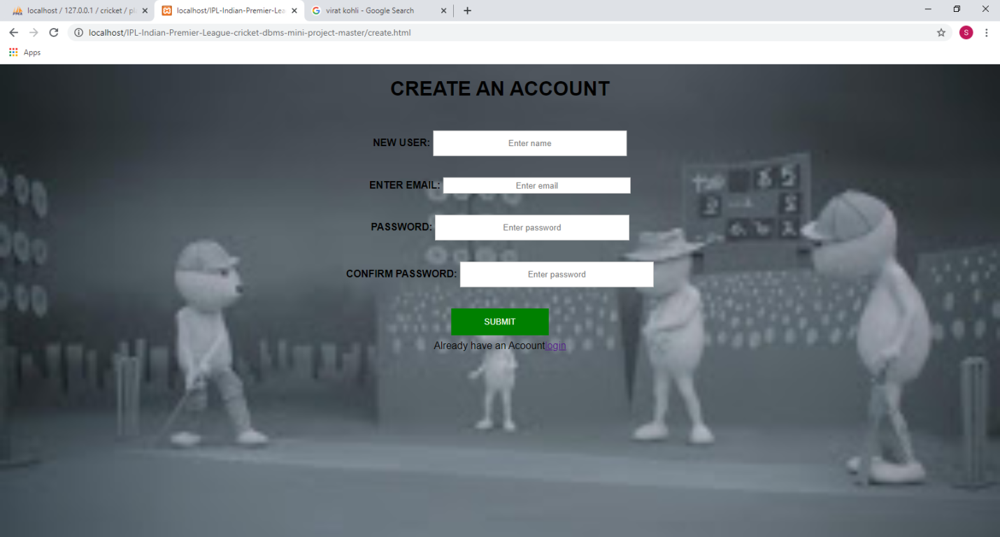 localhost / 127.0.0.1 / cricket / pl
localhost/IPL-Indian-Premier-Lea
virat kohli - Google Search
localhost/IPL-Indian-Premier-League-cricket-dbms-mini-project-master/create.html
S
Apps
CREATE AN ACCOUNT
NEW USER: Enter name
ENTER EMAIL: Enter email
PASSWORD: Enter password
CONFIRM PASSWORD: Enter password
SUBMIT
Already have an Acoountlogin